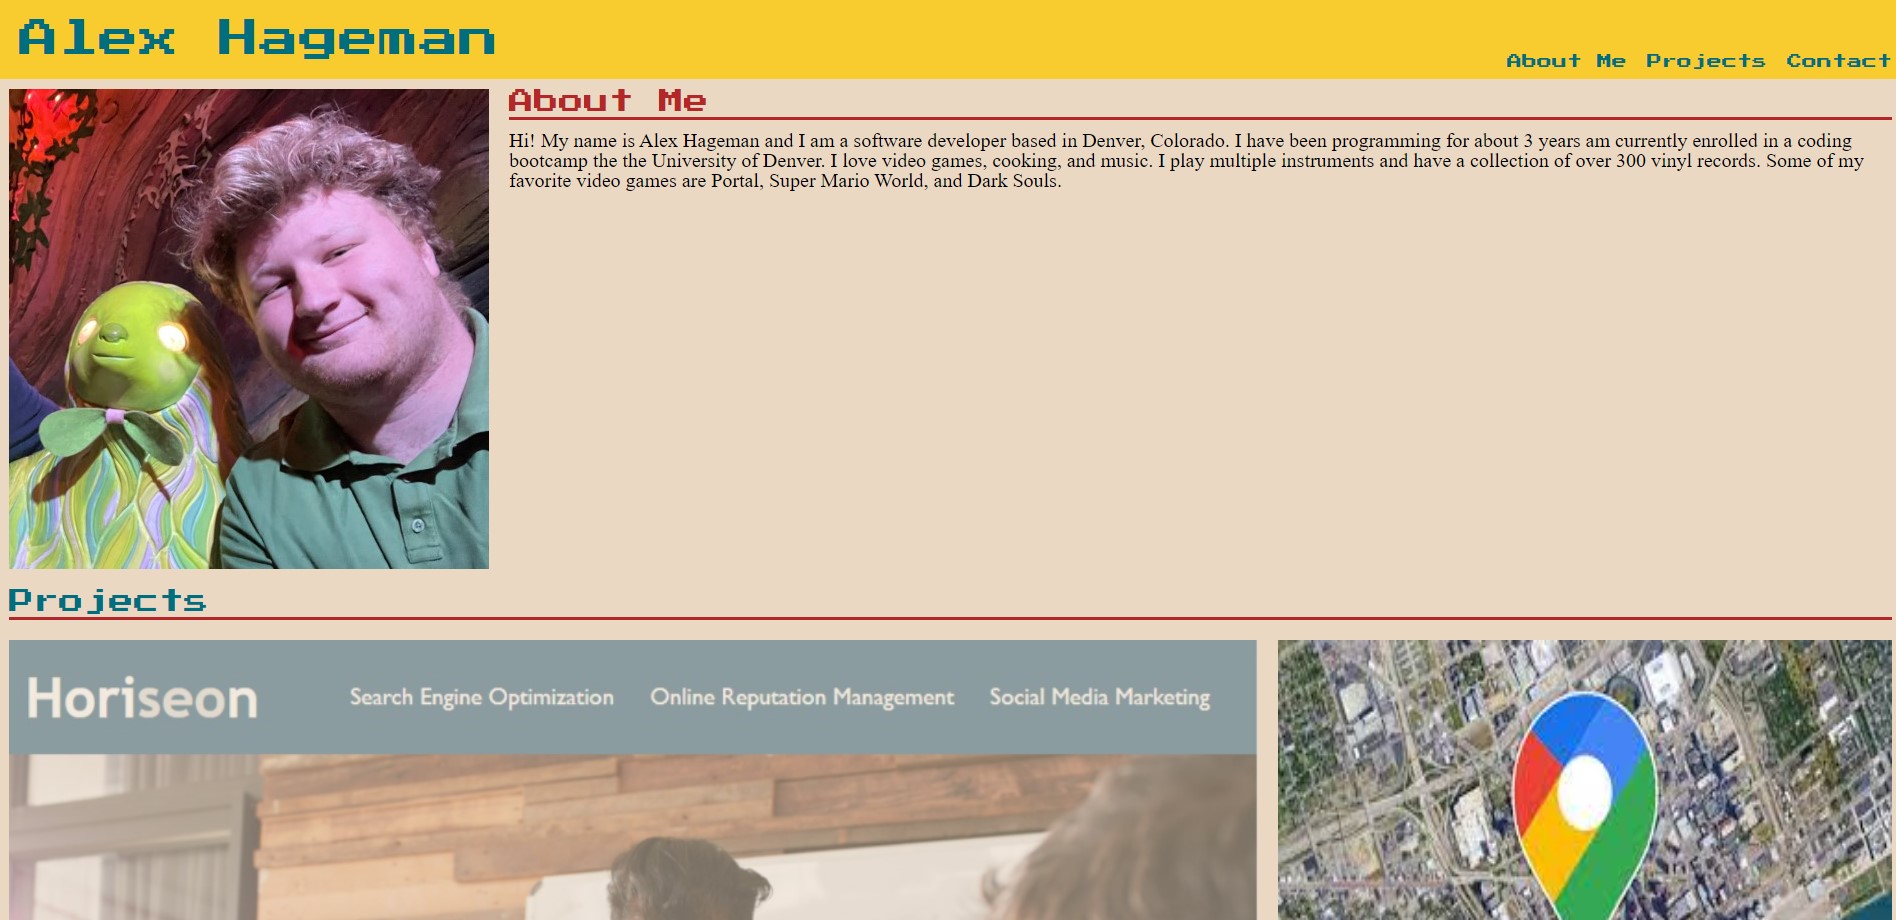 Alex Hageman
About Me Projects Contact
About Me
Hi! My name is Alex Hageman and I am a software developer based in Denver, Colorado. I have been programming for about 3 years am currently enrolled in a coding
bootcamp the the University of Denver. I love video games, cooking, and music. I play multiple instruments and have a collection of over 300 vinyl records. Some of my
favorite video games are Portal, Super Mario World, and Dark Souls.
Projects
Horiseon Search Engine Optimization Online Reputation Management Social Media Marketing